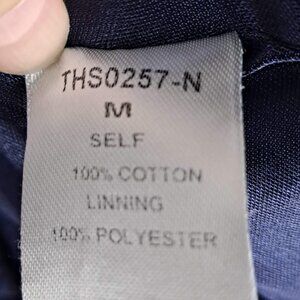 THS0257-N
M
SELF
100% COTTON
LINNING
100% POLYESTER